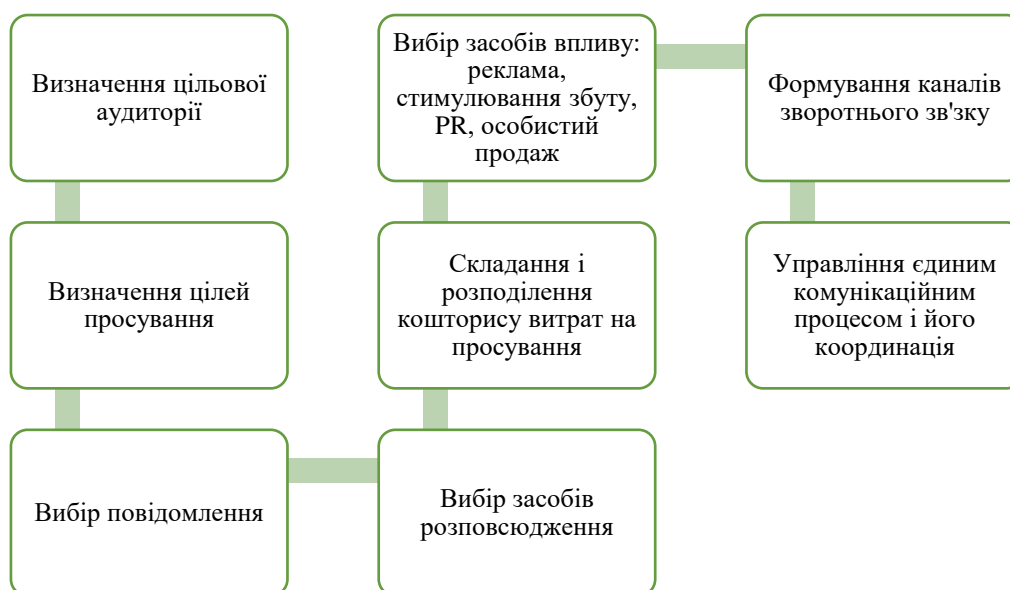 Визначення цільової
аудиторії
Визначення цілей
просування
Вибір повідомлення
Вибір засобів
розповсюдження
Складання і
розподілення
кошторису витрат на
просування
Вибір засобів впливу:
реклама,
стимулювання збуту,
PR, особистий
продаж
Формування каналів
зворотнього зв'зку
Управління єдиним
комунікаційним
процесом і його
координація